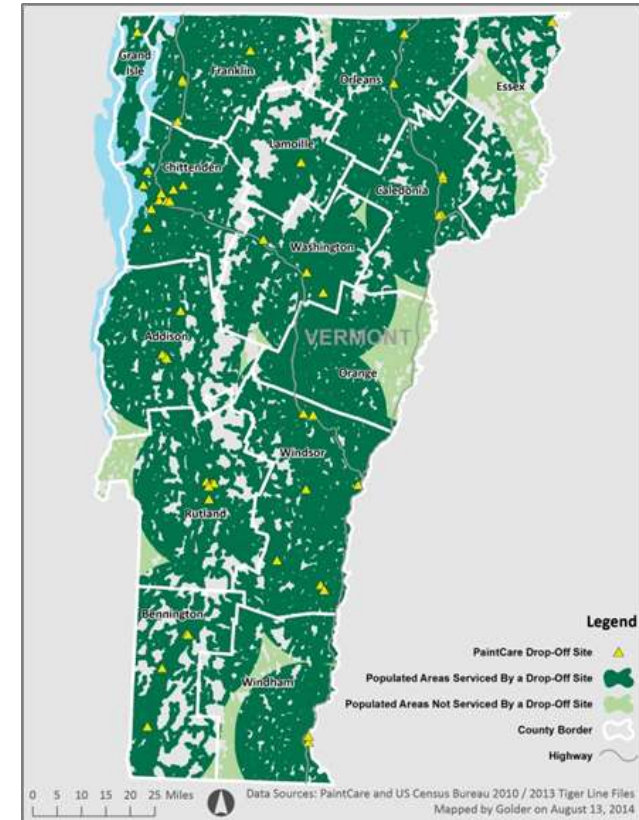 Grand
Isle
Franklin
Orleans
Essex
Lamoille
Chittenden
Caledonia
Washington
VERMONT
Addison
Orange
Windsor
Rutland
Bennington
Windham
Legend
PaintCare Drop-Off Site
Populated Areas Serviced By a Drop-Off Site
Populated Areas Not Serviced By a Drop-Off Site
County Border
Highway
0 5 10 15 20 25 Miles
Data Sources: PaintCare and US Census Bureau 2010 / 2013 Tiger Line Files
Mapped by Golder on August 13, 2014